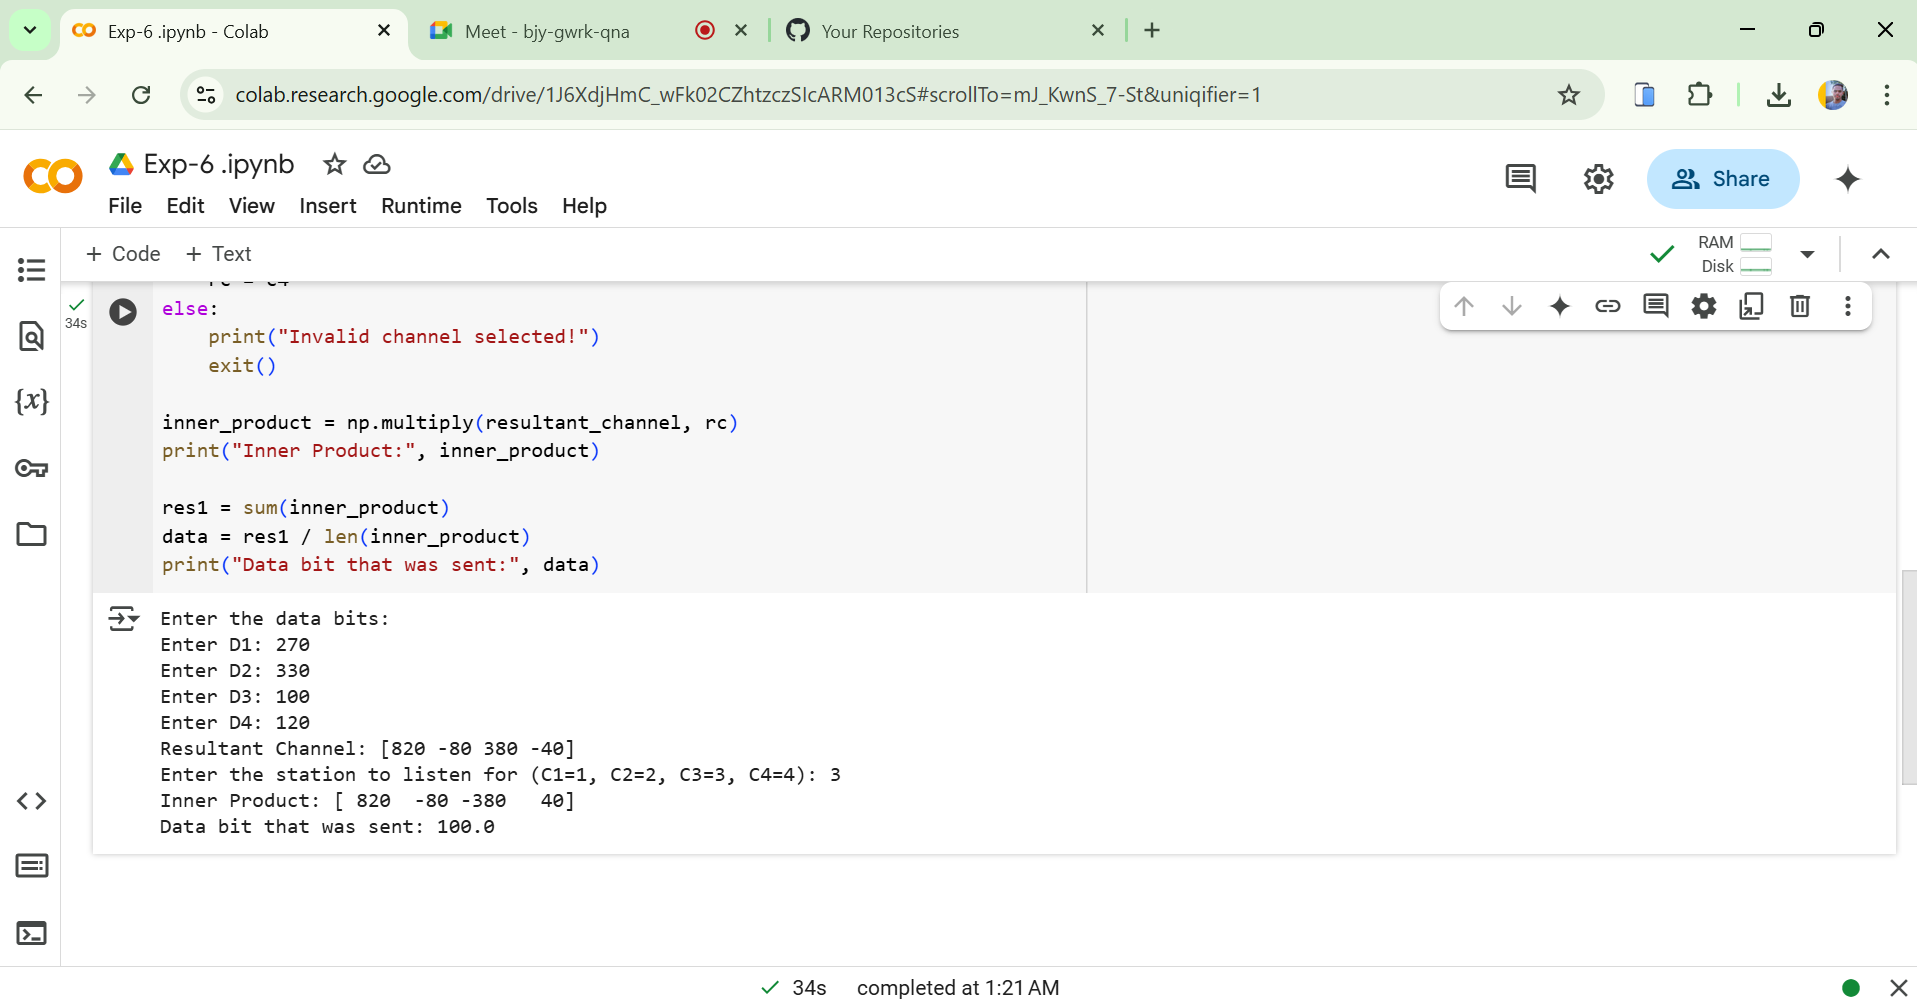 Exp-6 .ipynb - Colab
Meet - bjy-gwrk-qna
Your Repositories
colab.research.google.com/drive/1J6XdjHmC_wFk02CZhtzczSIcARM013cS#scrollTo=mJ_KwnS_7-St&uniqifier=1
Exp-6 .ipynb
File Edit View Insert Runtime Tools Help
Share
+ Code + Text
RAM
Disk
34s
rc = c4
else:
    print("Invalid channel selected!")
    exit()
inner_product = np.multiply(resultant_channel, rc)
print("Inner Product:", inner_product)
res1 = sum(inner_product)
data = res1 / len(inner_product)
print("Data bit that was sent:", data)
Enter the data bits:
Enter D1: 270
Enter D2: 330
Enter D3: 100
Enter D4: 120
Resultant Channel: [820 -80 380 -40]
Enter the station to listen for (C1=1, C2=2, C3=3, C4=4): 3
Inner Product: [ 820  -80 -380   40]
Data bit that was sent: 100.0
34s completed at 1:21 AM